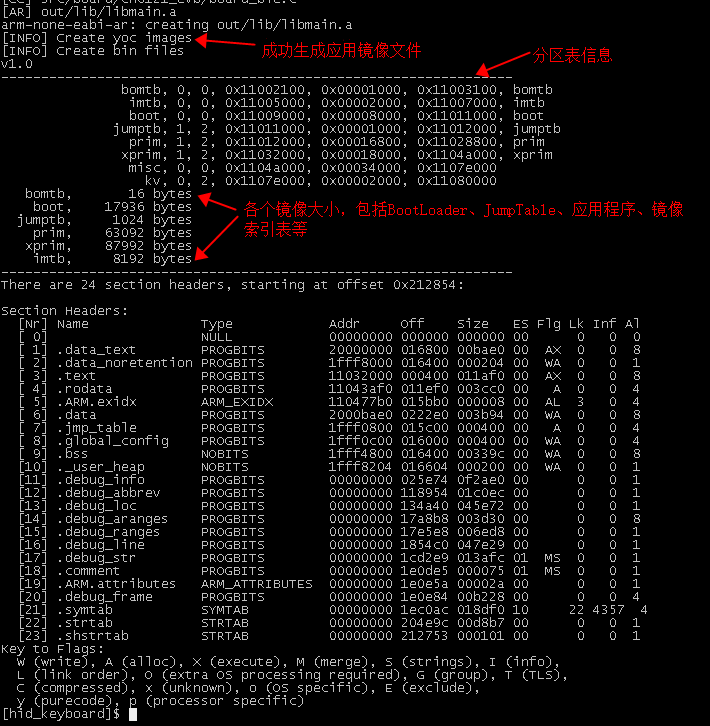 [AR] out/lib/libmain.a
arm-none-eabi-ar: creating out/lib/libmain.a
[INFO] Create yoc images
成功生成应用镜像文件
[INFO] Create bin files
分区表信息
v1.0
bomtb, 0, 0, 0x11002100, 0x00001000, 0x11003100, bomtb
imtb, 0, 0, 0x11005000, 0x00002000, 0x11007000, imtb
boot, 0, 0, 0x11009000, 0x00008000, 0x11011000, boot
jumptb, 1, 2, 0x11011000, 0x00001000, 0x11012000, jumptb
prim, 1, 2, 0x11012000, 0x00016800, 0x11028800, prim
xprim, 1, 2, 0x11032000, 0x00018000, 0x1104a000, xprim
misc, 0, 0, 0x1104a000, 0x00034000, 0x1107e000
kv, 0, 2, 0x1107e000, 0x00002000, 0x11080000
bomtb, 16 bytes
boot, 17936 bytes
jumptb, 1024 bytes
prim, 63092 bytes
xprim, 87992 bytes
imtb, 8192 bytes
各个镜像大小，包括BootLoader、JumpTable、应用程序、镜像
索引表等
There are 24 section headers, starting at offset 0x212854:
Section Headers:
[Nr] Name Type Addr Off Size ES Flg Lk Inf Al
[ 0] NULL 00000000 000000 000000 00 0 0 0
[ 1] .data_text PROGBITS 20000000 016800 00bae0 00 AX 0 0 8
[ 2] .data_noretention PROGBITS 1fff8000 016400 000204 00 WA 0 0 1
[ 3] .text PROGBITS 11032000 000400 011af0 00 AX 0 0 8
[ 4] .rodata PROGBITS 11043af0 011ef0 003cc0 00 A 0 0 4
[ 5] .ARM.exidx ARM_EXIDX 110477b0 015bb0 000008 00 AL 3 0 4
[ 6] .data PROGBITS 2000bae0 0222e0 003b94 00 WA 0 0 8
[ 7] .jmp_table PROGBITS 1fff0800 015c00 000400 00 A 0 0 4
[ 8] .global_config PROGBITS 1fff0c00 016000 000400 00 WA 0 0 4
[ 9] .bss NOBITS 1fff4800 016400 00339c 00 WA 0 0 8
[10] ._user_heap NOBITS 1fff8204 016604 000200 00 WA 0 0 1
[11] .debug_info PROGBITS 00000000 025e74 0f2ae0 00 0 0 1
[12] .debug_abbrev PROGBITS 00000000 118954 01c0ec 00 0 0 1
[13] .debug_loc PROGBITS 00000000 134a40 045e72 00 0 0 1
[14] .debug_aranges PROGBITS 00000000 17a8b8 003d30 00 0 0 8
[15] .debug_ranges PROGBITS 00000000 17e5e8 006ed8 00 0 0 1
[16] .debug_line PROGBITS 00000000 1854c0 047e29 00 0 0 1
[17] .debug_str PROGBITS 00000000 1cd2e9 013afc 01 MS 0 0 1
[18] .comment PROGBITS 00000000 1e0de5 000075 01 MS 0 0 1
[19] .ARM.attributes ARM_ATTRIBUTES 00000000 1e0e5a 00002a 00 0 0 1
[20] .debug_frame PROGBITS 00000000 1e0e84 00b228 00 0 0 4
[21] .symtab SYMTAB 00000000 1ec0ac 018df0 10 22 4357 4
[22] .strtab STRTAB 00000000 204e9c 00d8b7 00 0 0 1
[23] .shstrtab STRTAB 00000000 212753 000101 00 0 0 1
Key to Flags:
W (write), A (alloc), X (execute), M (merge), S (strings), I (info),
L (link order), O (extra OS processing required), G (group), T (TLS),
C (compressed), x (unknown), o (OS specific), E (exclude),
y (purecode), p (processor specific)
[hid_keyboard]$